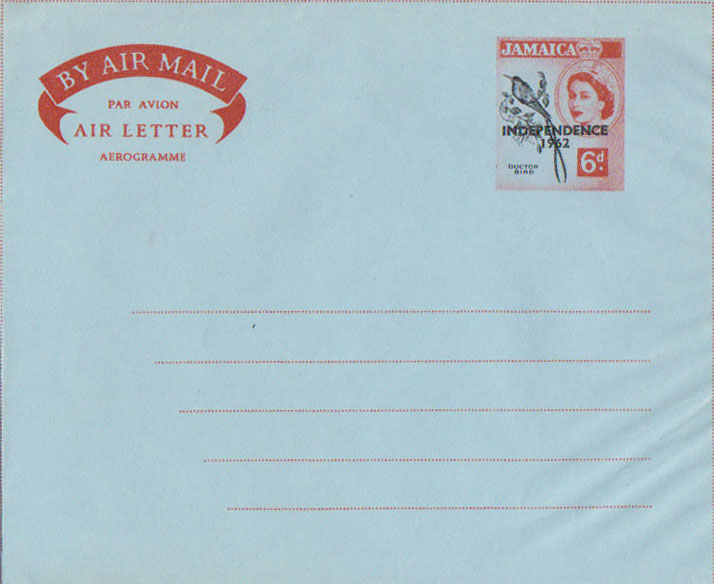 BY AIR MAIL
PAR AVION
AIR LETTER
AEROGRAMME
JAMAICA
INDEPENDENCE
1962
DOCTOR
BIRD
6d.